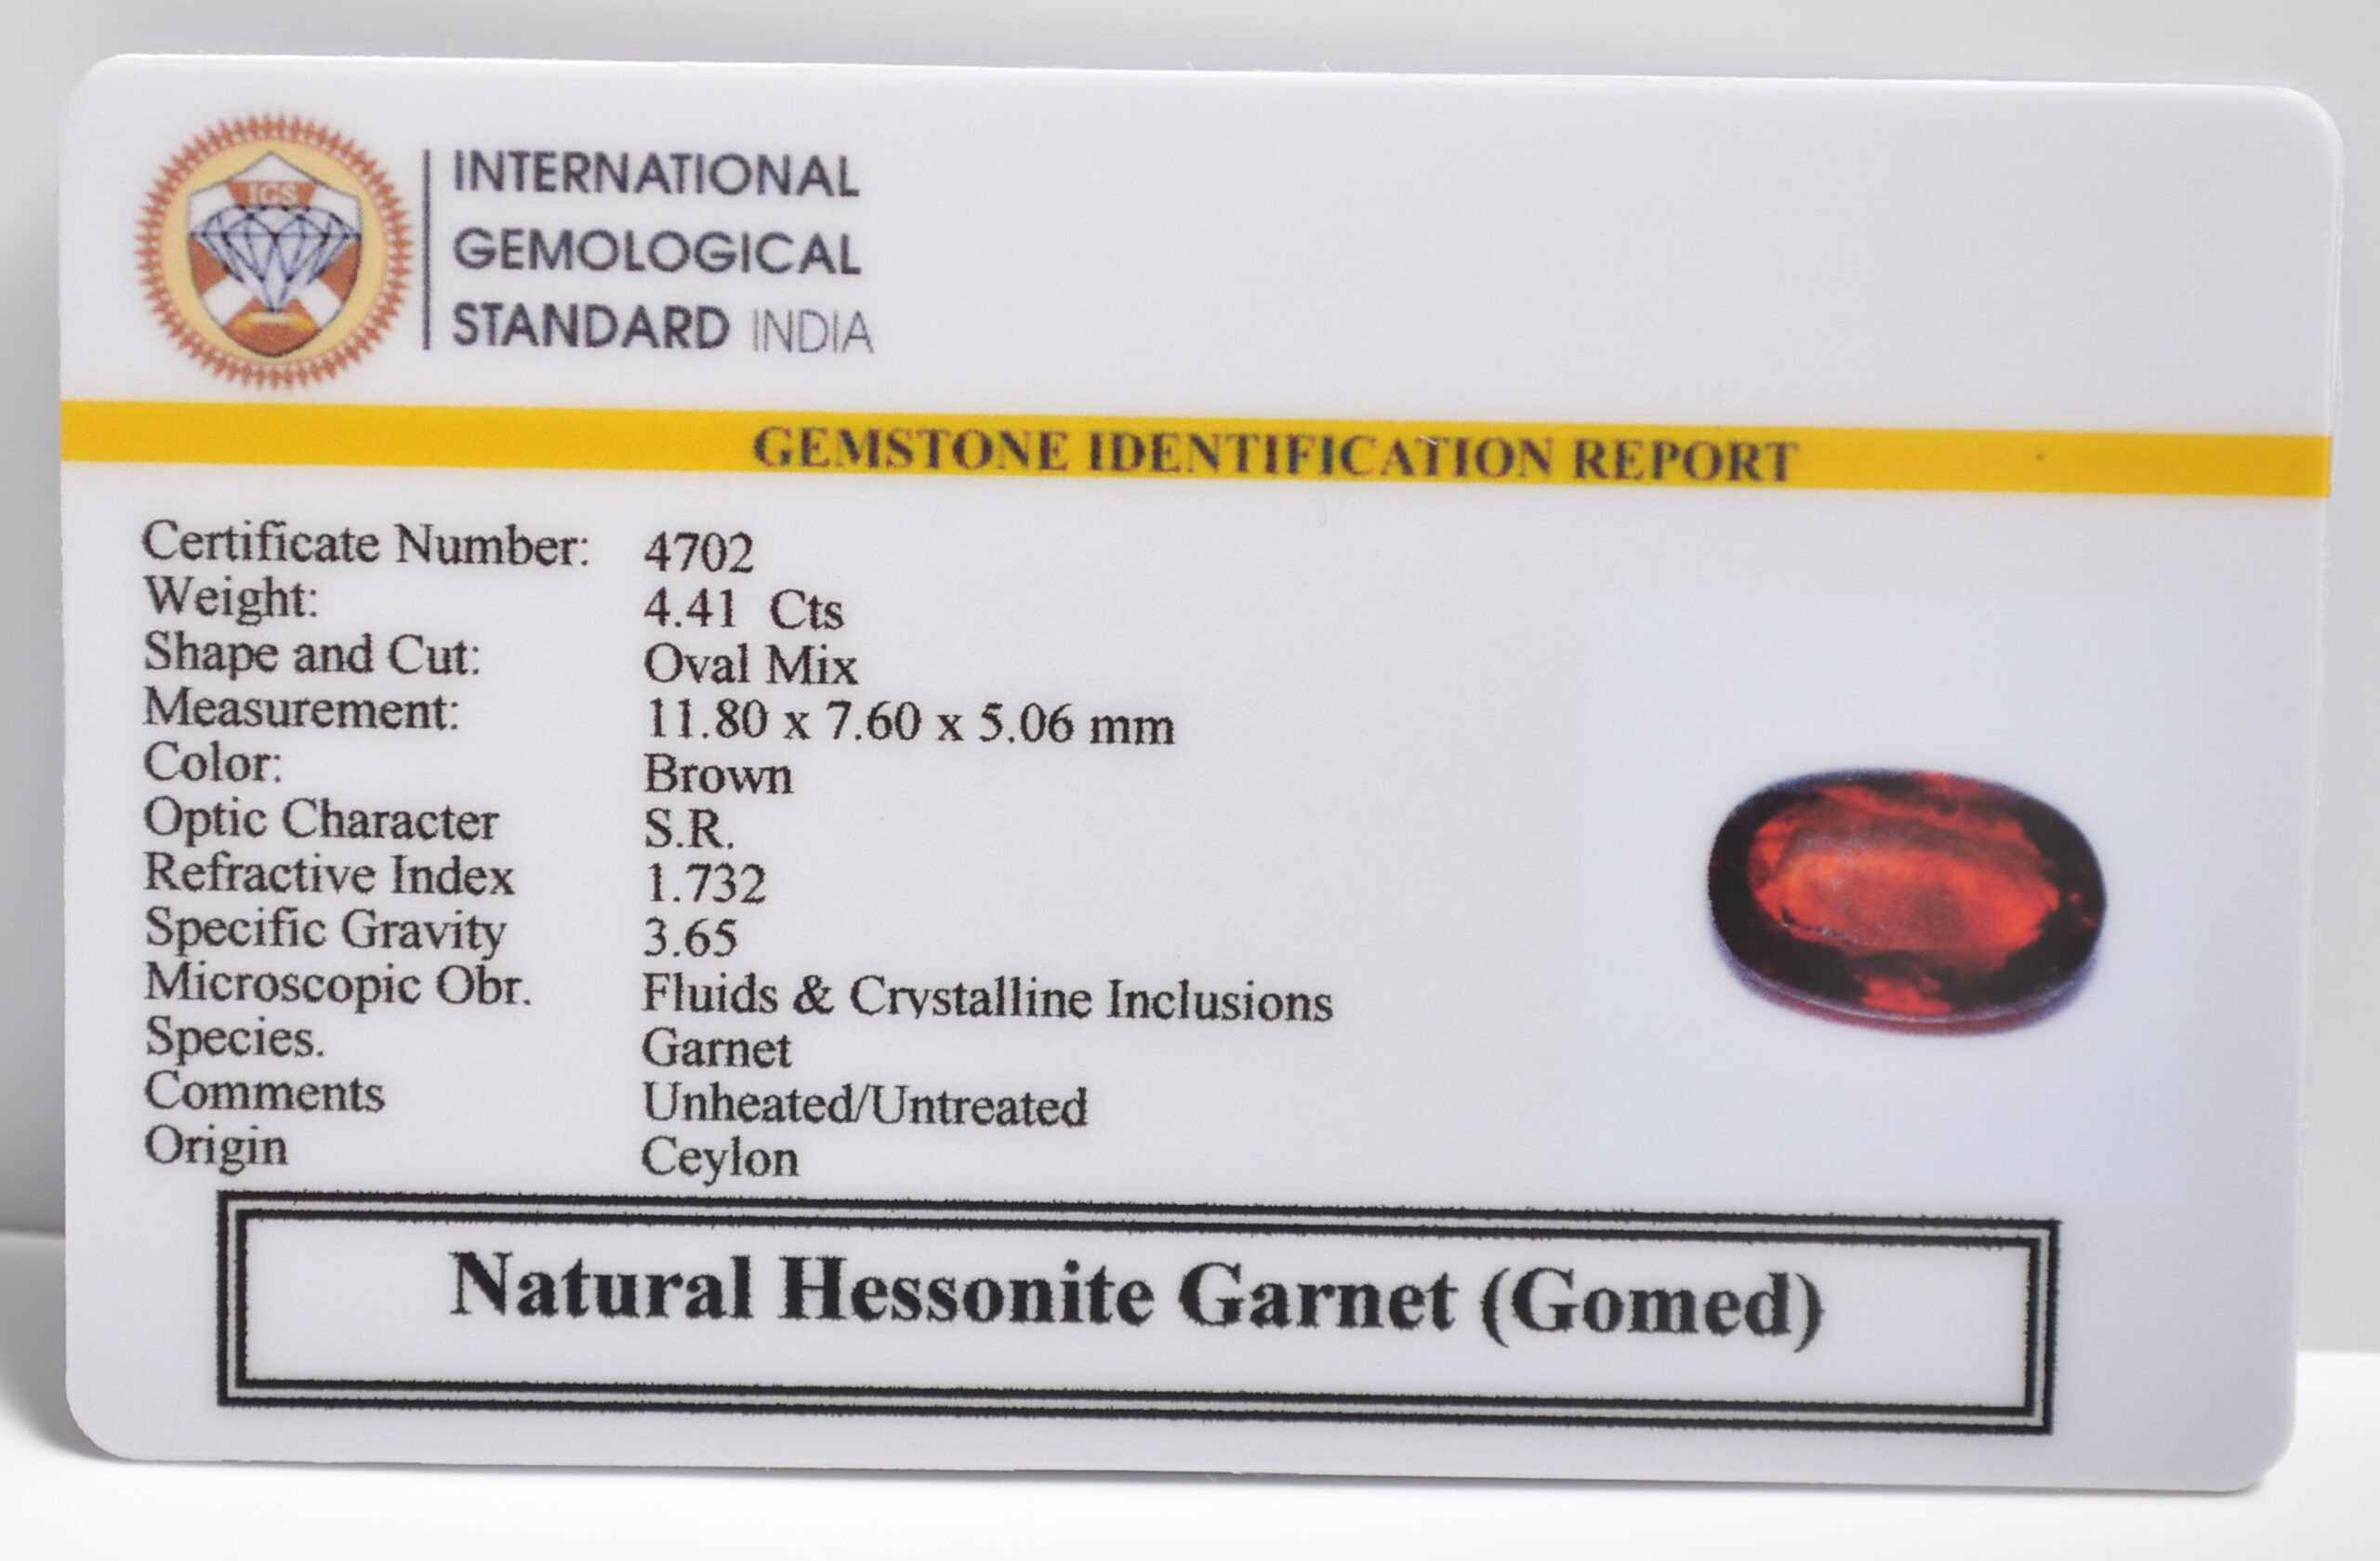 IGS
INTERNATIONAL
GEMOLOGICAL
STANDARD INDIA
GEMSTONE IDENTIFICATION REPORT
Certificate Number: 4702
Weight: 4.41 Cts
Shape and Cut: Oval Mix
Measurement: 11.80 x 7.60 x 5.06 mm
Color: Brown
Optic Character S.R.
Refractive Index 1.732
Specific Gravity 3.65
Microscopic Obr. Fluids & Crystalline Inclusions
Species. Garnet
Comments Unheated/Untreated
Origin Ceylon
Natural Hessonite Garnet (Gomed)